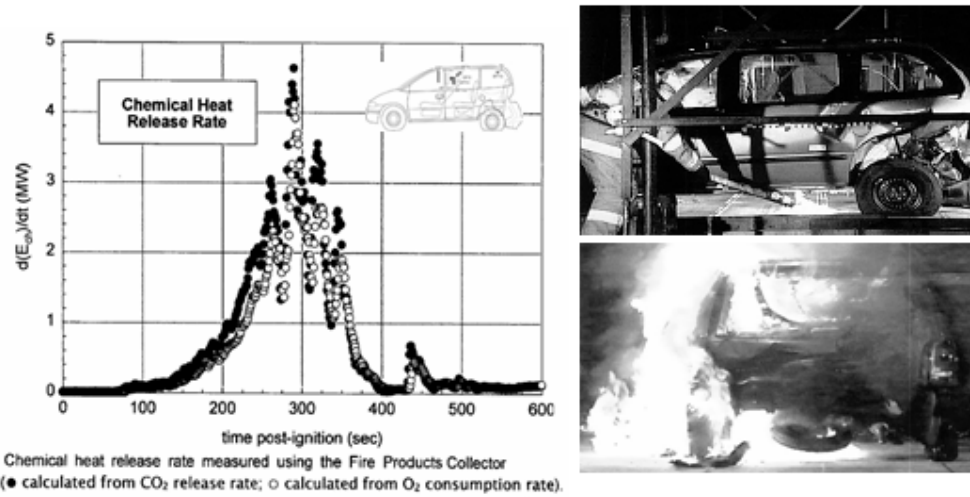 Chemical Heat
Release Rate
d(E_ch)/dt (MW)
5
4
3
2
1
0
0 100 200 300 400 500 600
time post-ignition (sec)
Chemical heat release rate measured using the Fire Products Collector
(● calculated from CO₂ release rate; ○ calculated from O₂ consumption rate).